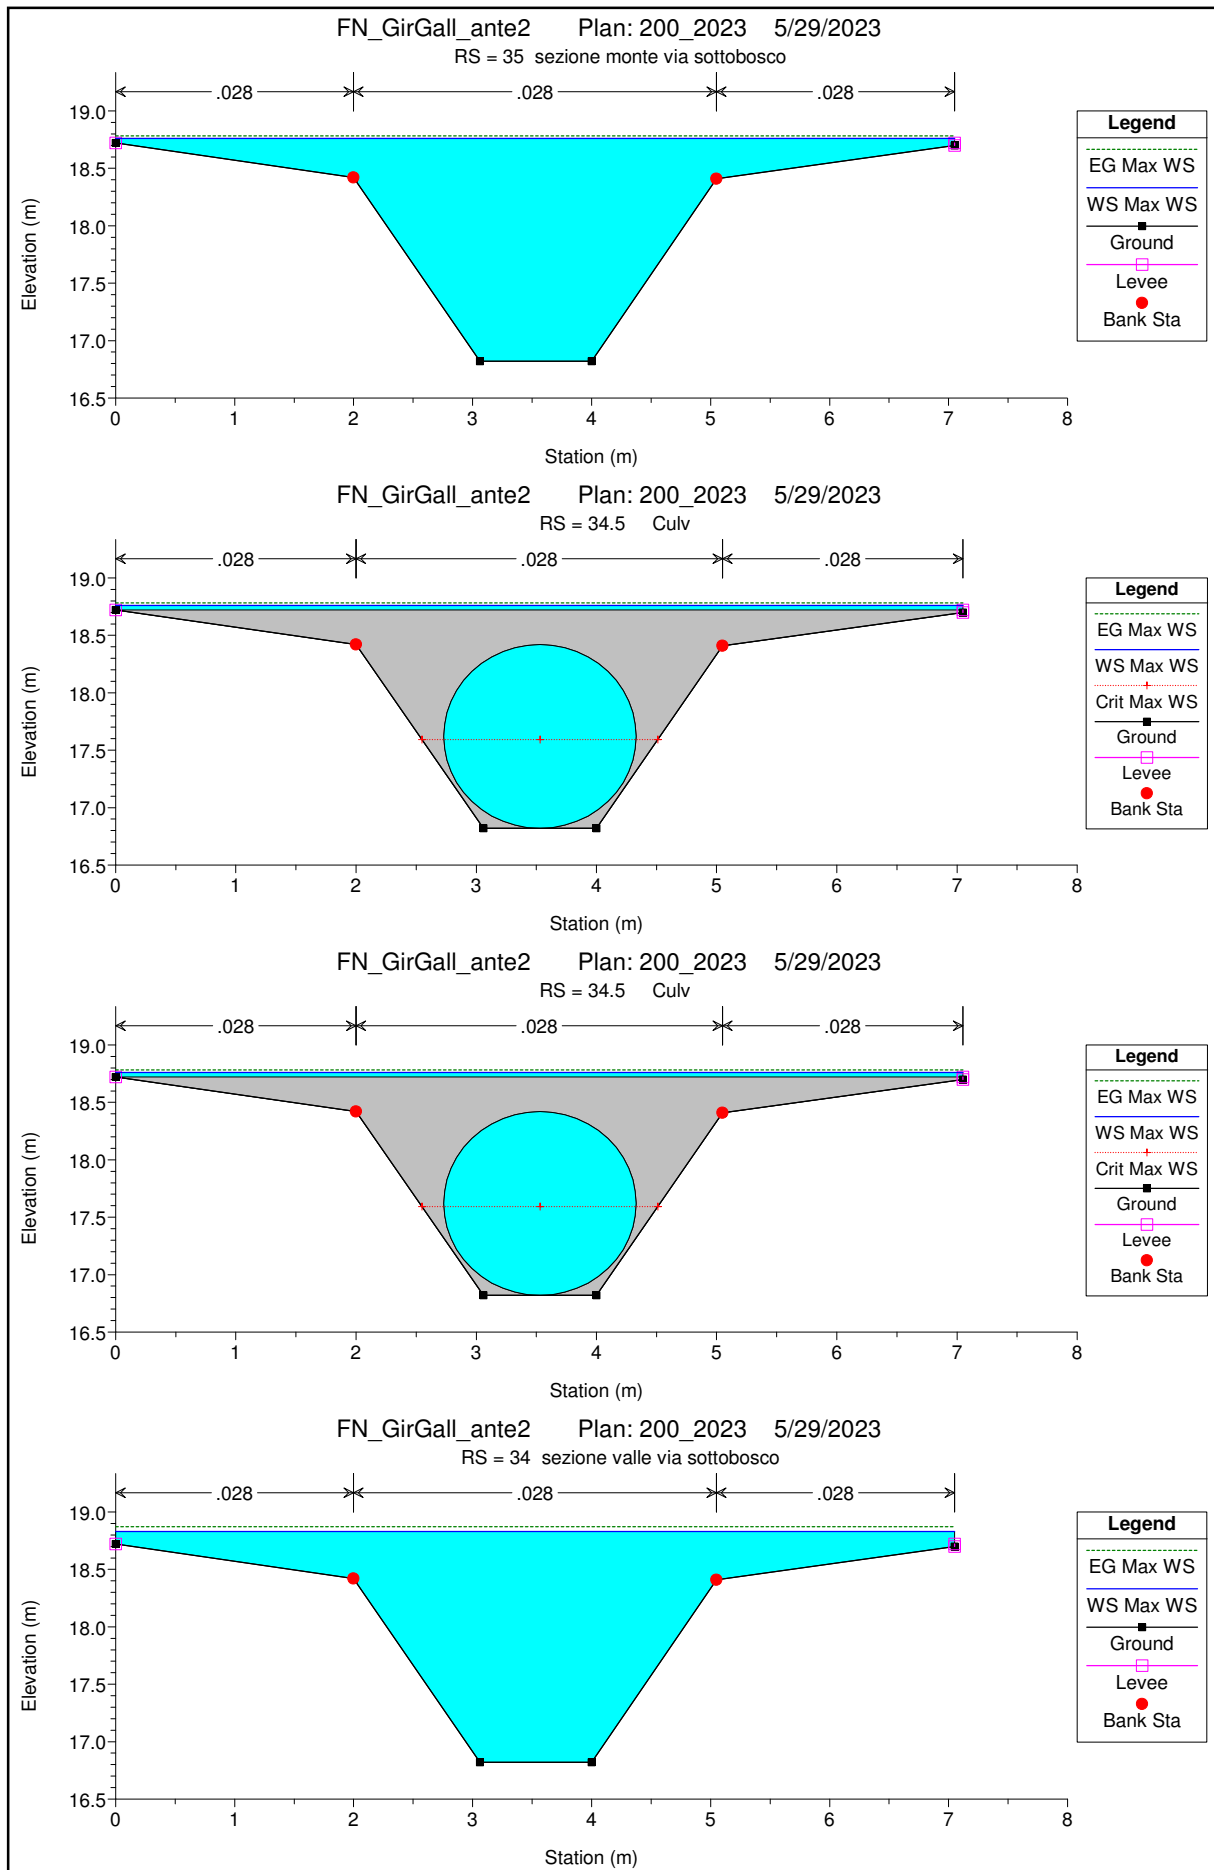 FN_GirGall_ante2 Plan: 200_2023 5/29/2023
RS = 35 sezione monte via sottobosco
.028 .028 .028
19.0
18.5
18.0
17.5
17.0
16.5
Elevation (m)
0 1 2 3 4 5 6 7 8
Station (m)
Legend
EG Max WS
WS Max WS
Ground
Levee
Bank Sta
FN_GirGall_ante2 Plan: 200_2023 5/29/2023
RS = 34.5 Culv
.028 .028 .028
19.0
18.5
18.0
17.5
17.0
16.5
Elevation (m)
0 1 2 3 4 5 6 7 8
Station (m)
Legend
EG Max WS
WS Max WS
Crit Max WS
Ground
Levee
Bank Sta
FN_GirGall_ante2 Plan: 200_2023 5/29/2023
RS = 34.5 Culv
.028 .028 .028
19.0
18.5
18.0
17.5
17.0
16.5
Elevation (m)
0 1 2 3 4 5 6 7 8
Station (m)
Legend
EG Max WS
WS Max WS
Crit Max WS
Ground
Levee
Bank Sta
FN_GirGall_ante2 Plan: 200_2023 5/29/2023
RS = 34 sezione valle via sottobosco
.028 .028 .028
19.0
18.5
18.0
17.5
17.0
16.5
Elevation (m)
0 1 2 3 4 5 6 7 8
Station (m)
Legend
EG Max WS
WS Max WS
Ground
Levee
Bank Sta